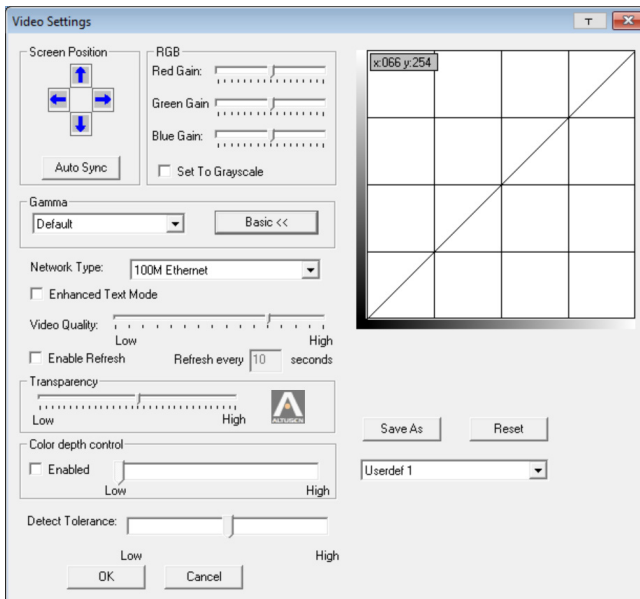 Video Settings
Screen Position
Auto Sync
RGB
Red Gain:
Green Gain
Blue Gain:
Set To Grayscale
Gamma
Default
Basic <<
Network Type:
100M Ethernet
Enhanced Text Mode
Video Quality:
Low High
Enable Refresh Refresh every 10 seconds
Transparency
Low High
ALTUSEN
Color depth control
Enabled
Low High
Detect Tolerance:
Low High
OK Cancel
x:066 y:254
Save As Reset
Userdef 1